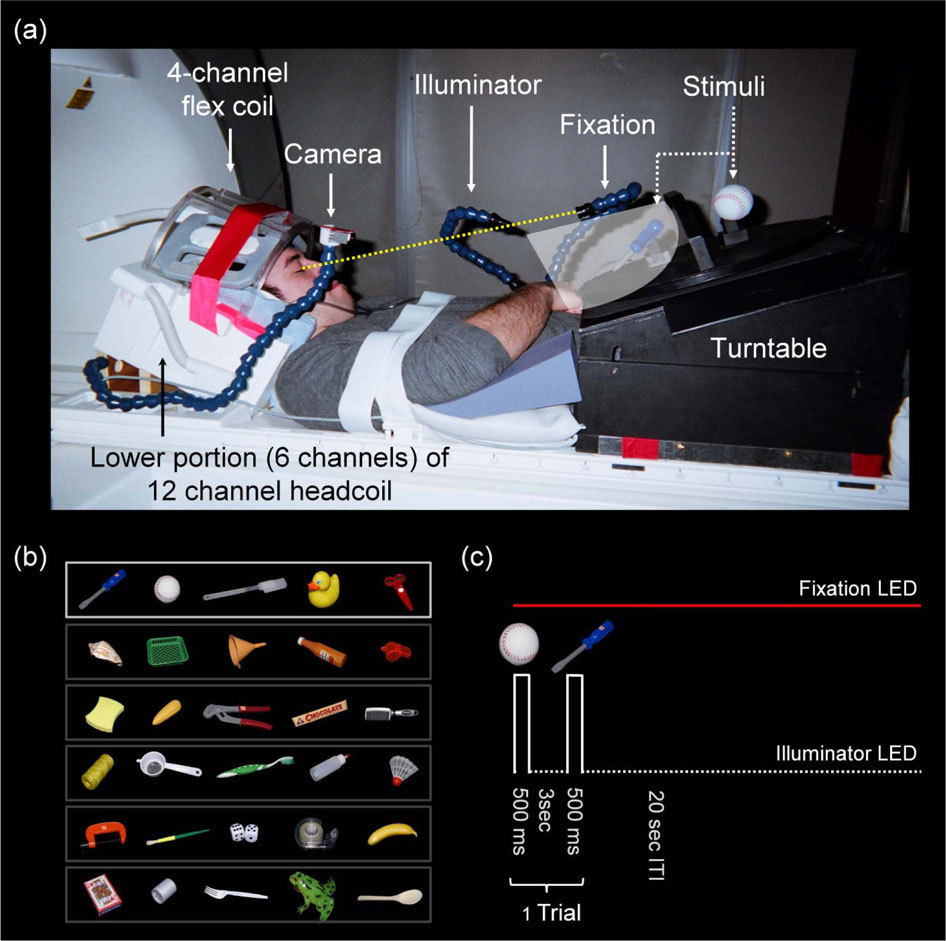 (a)
4-channel
flex coil
Camera
Illuminator
Fixation
Stimuli
Turntable
Lower portion (6 channels) of
12 channel headcoil
(b)
CHOCOLATE
(c)
Fixation LED
Illuminator LED
500 ms
3sec
500 ms
20 sec ITI
1 Trial